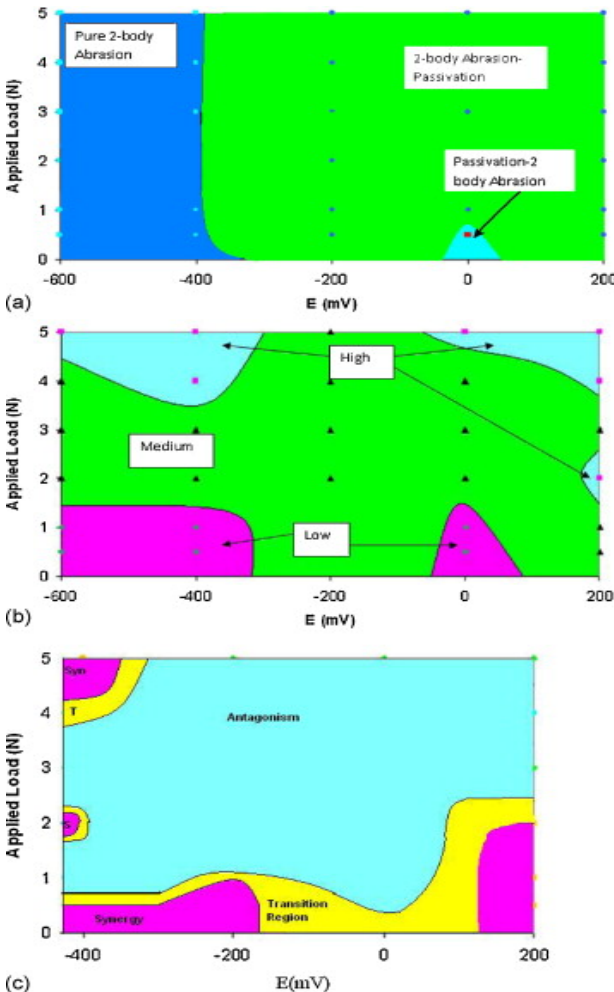 5
4
3
2
1
0
Applied Load (N)
Pure 2-body
Abrasion
2-body Abrasion-
Passivation
Passivation-2
body Abrasion
-600
-400
-200
0
200
E (mV)
(a)
5
4
3
2
1
0
Applied Load (N)
High
Medium
Low
-600
-400
-200
0
200
E (mV)
(b)
5
4
3
2
1
0
Applied Load (N)
Syn
T
Antagonism
S
Synergy
Transition
Region
-400
-200
0
200
E(mV)
(c)